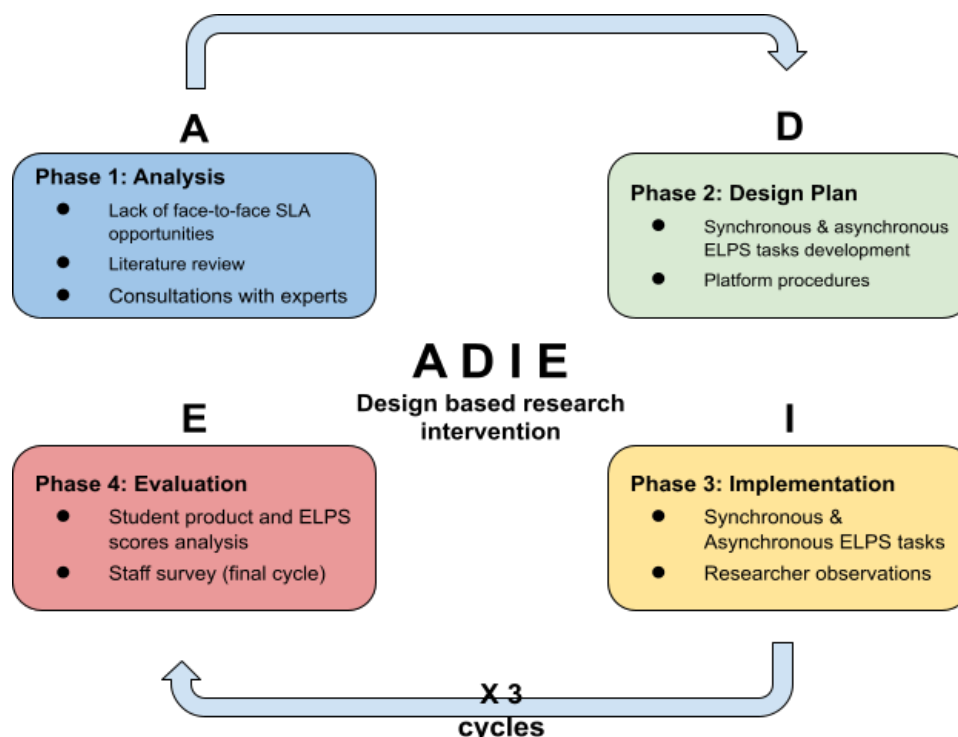 A
D
Phase 1: Analysis
● Lack of face-to-face SLA
opportunities
● Literature review
● Consultations with experts
Phase 2: Design Plan
● Synchronous & asynchronous
ELPS tasks development
● Platform procedures
A D I E
Design based research
intervention
E
I
Phase 4: Evaluation
● Student product and ELPS
scores analysis
● Staff survey (final cycle)
Phase 3: Implementation
● Synchronous &
Asynchronous ELPS tasks
● Researcher observations
X 3
cycles